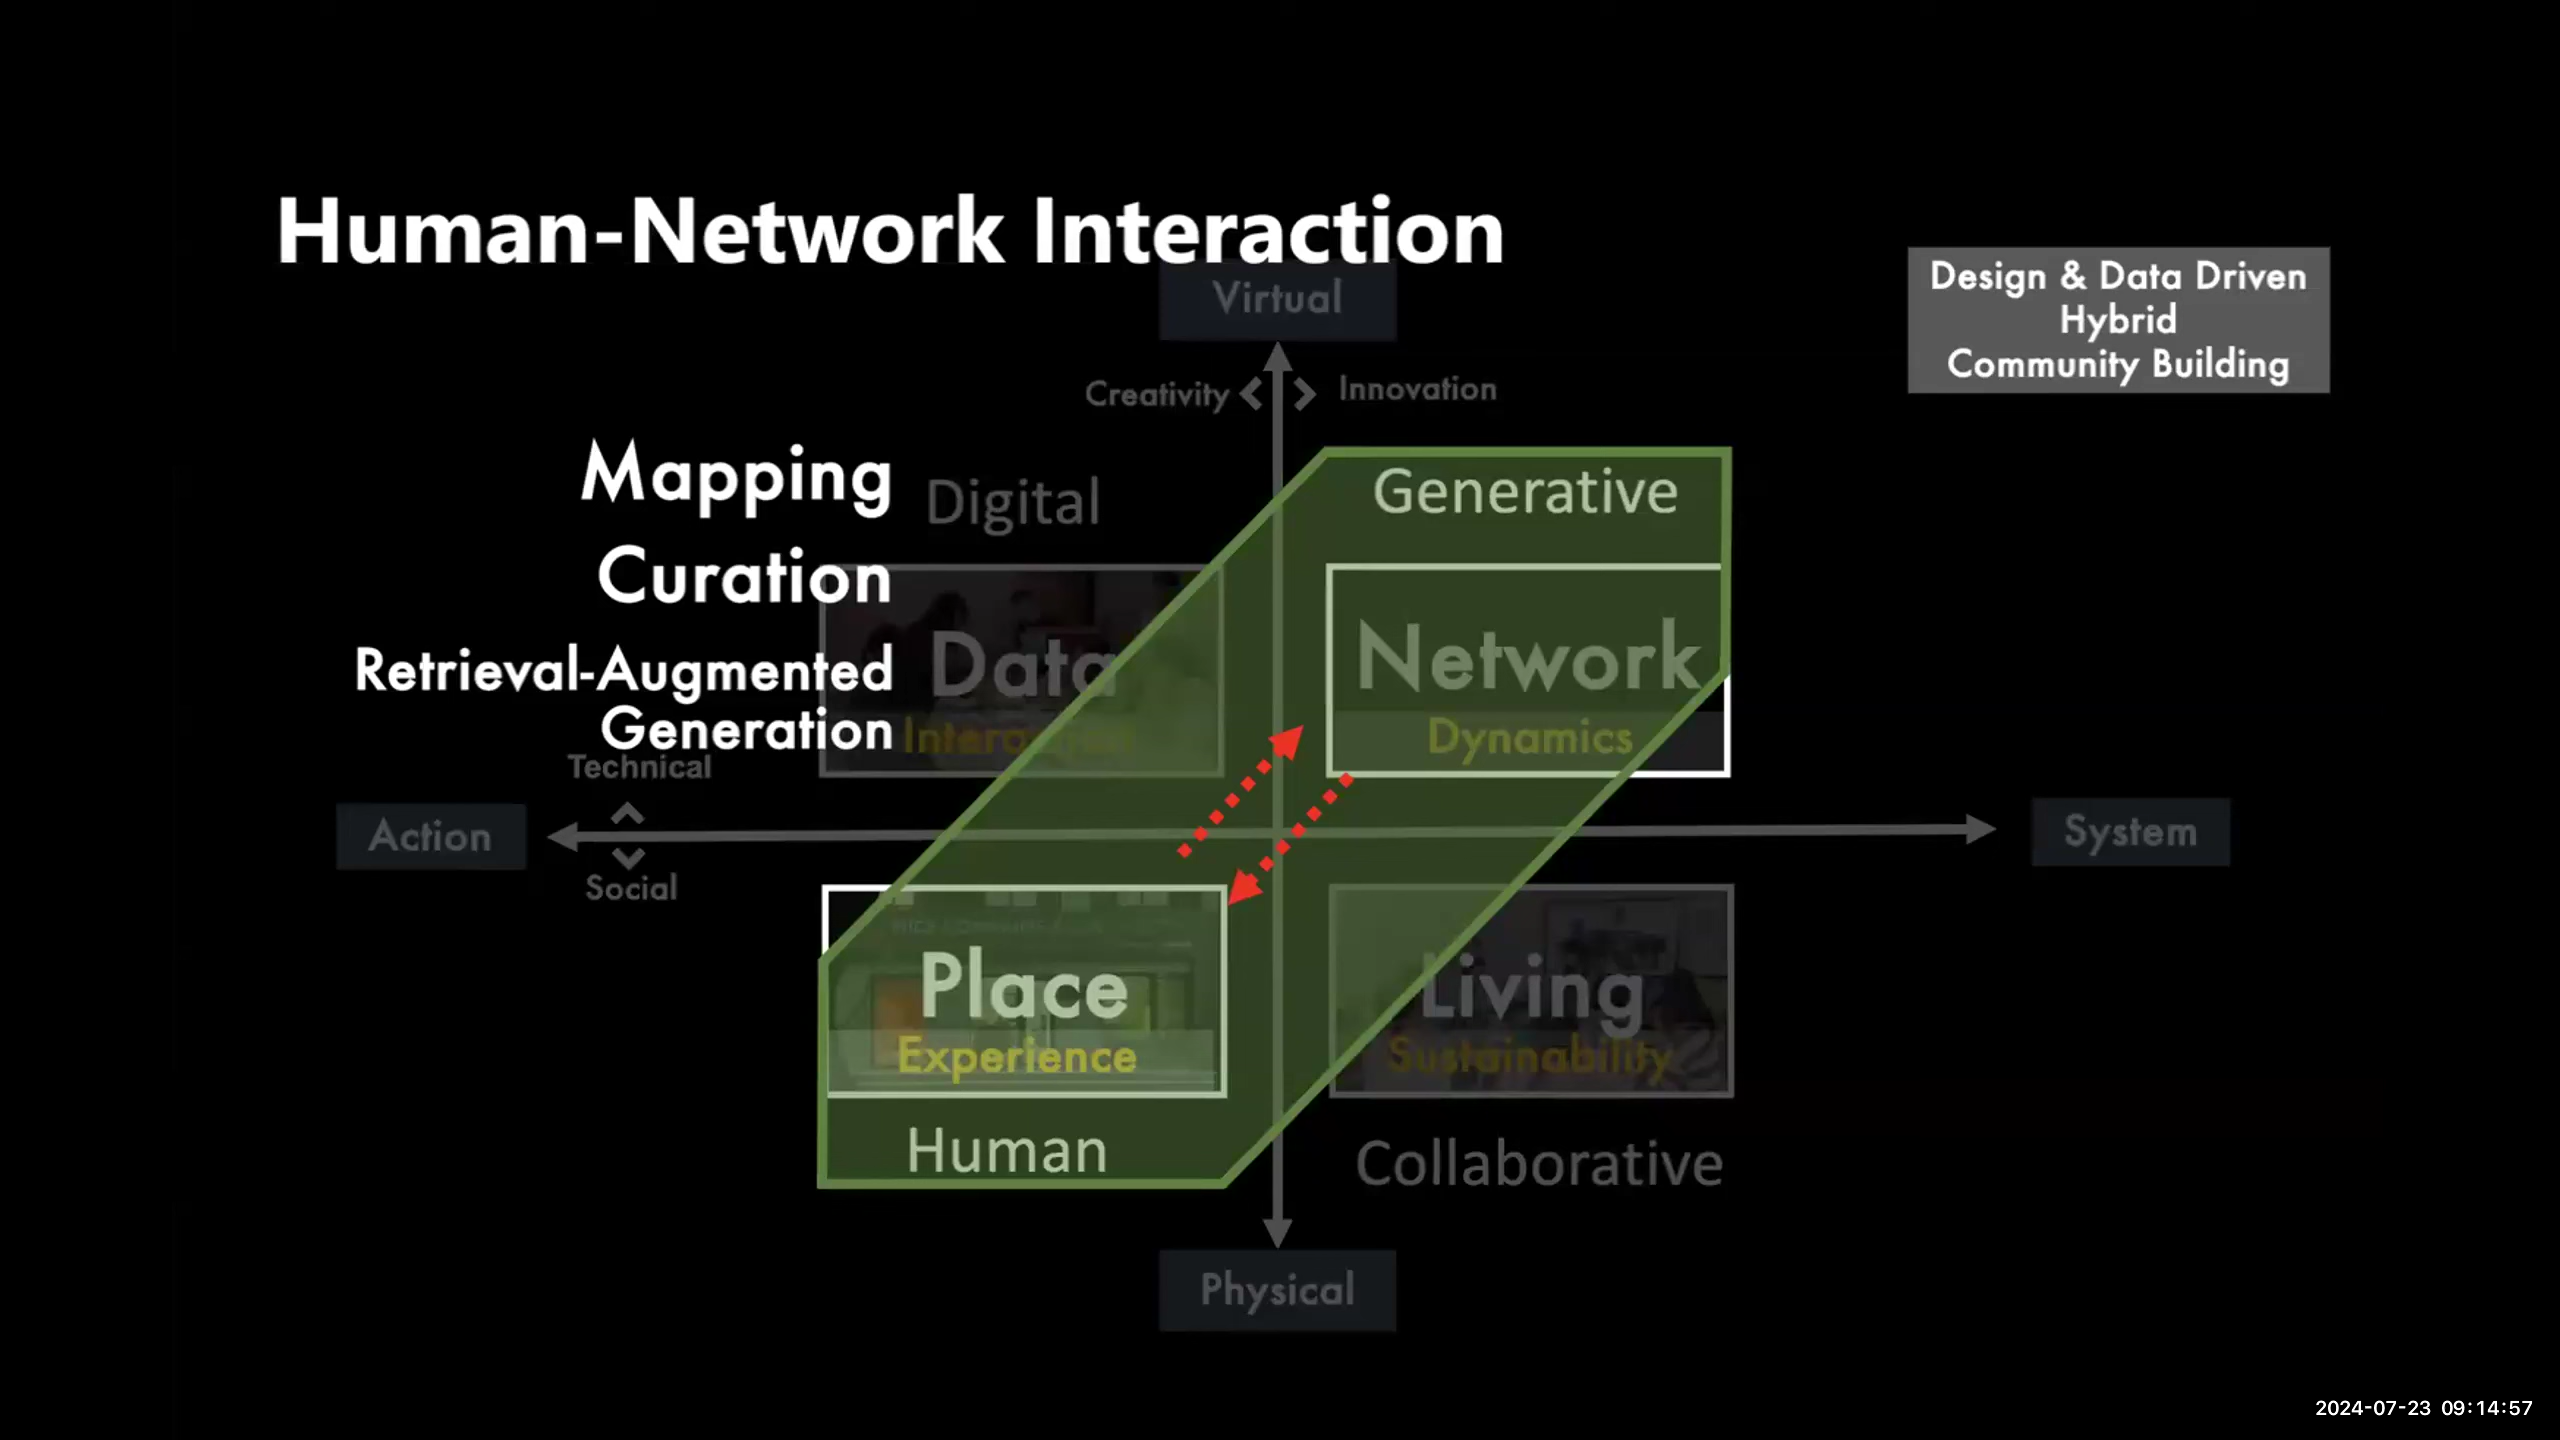 Human-Network Interaction
Virtual
Design & Data Driven
Hybrid
Community Building
Creativity
Innovation
Mapping
Digital
Generative
Curation
Data
Network
Retrieval-Augmented
Generation
Dynamics
Technical
Action
System
Social
Place
Experience
Living
Sustainability
Human
Collaborative
Physical
2024-07-23 09:14:57